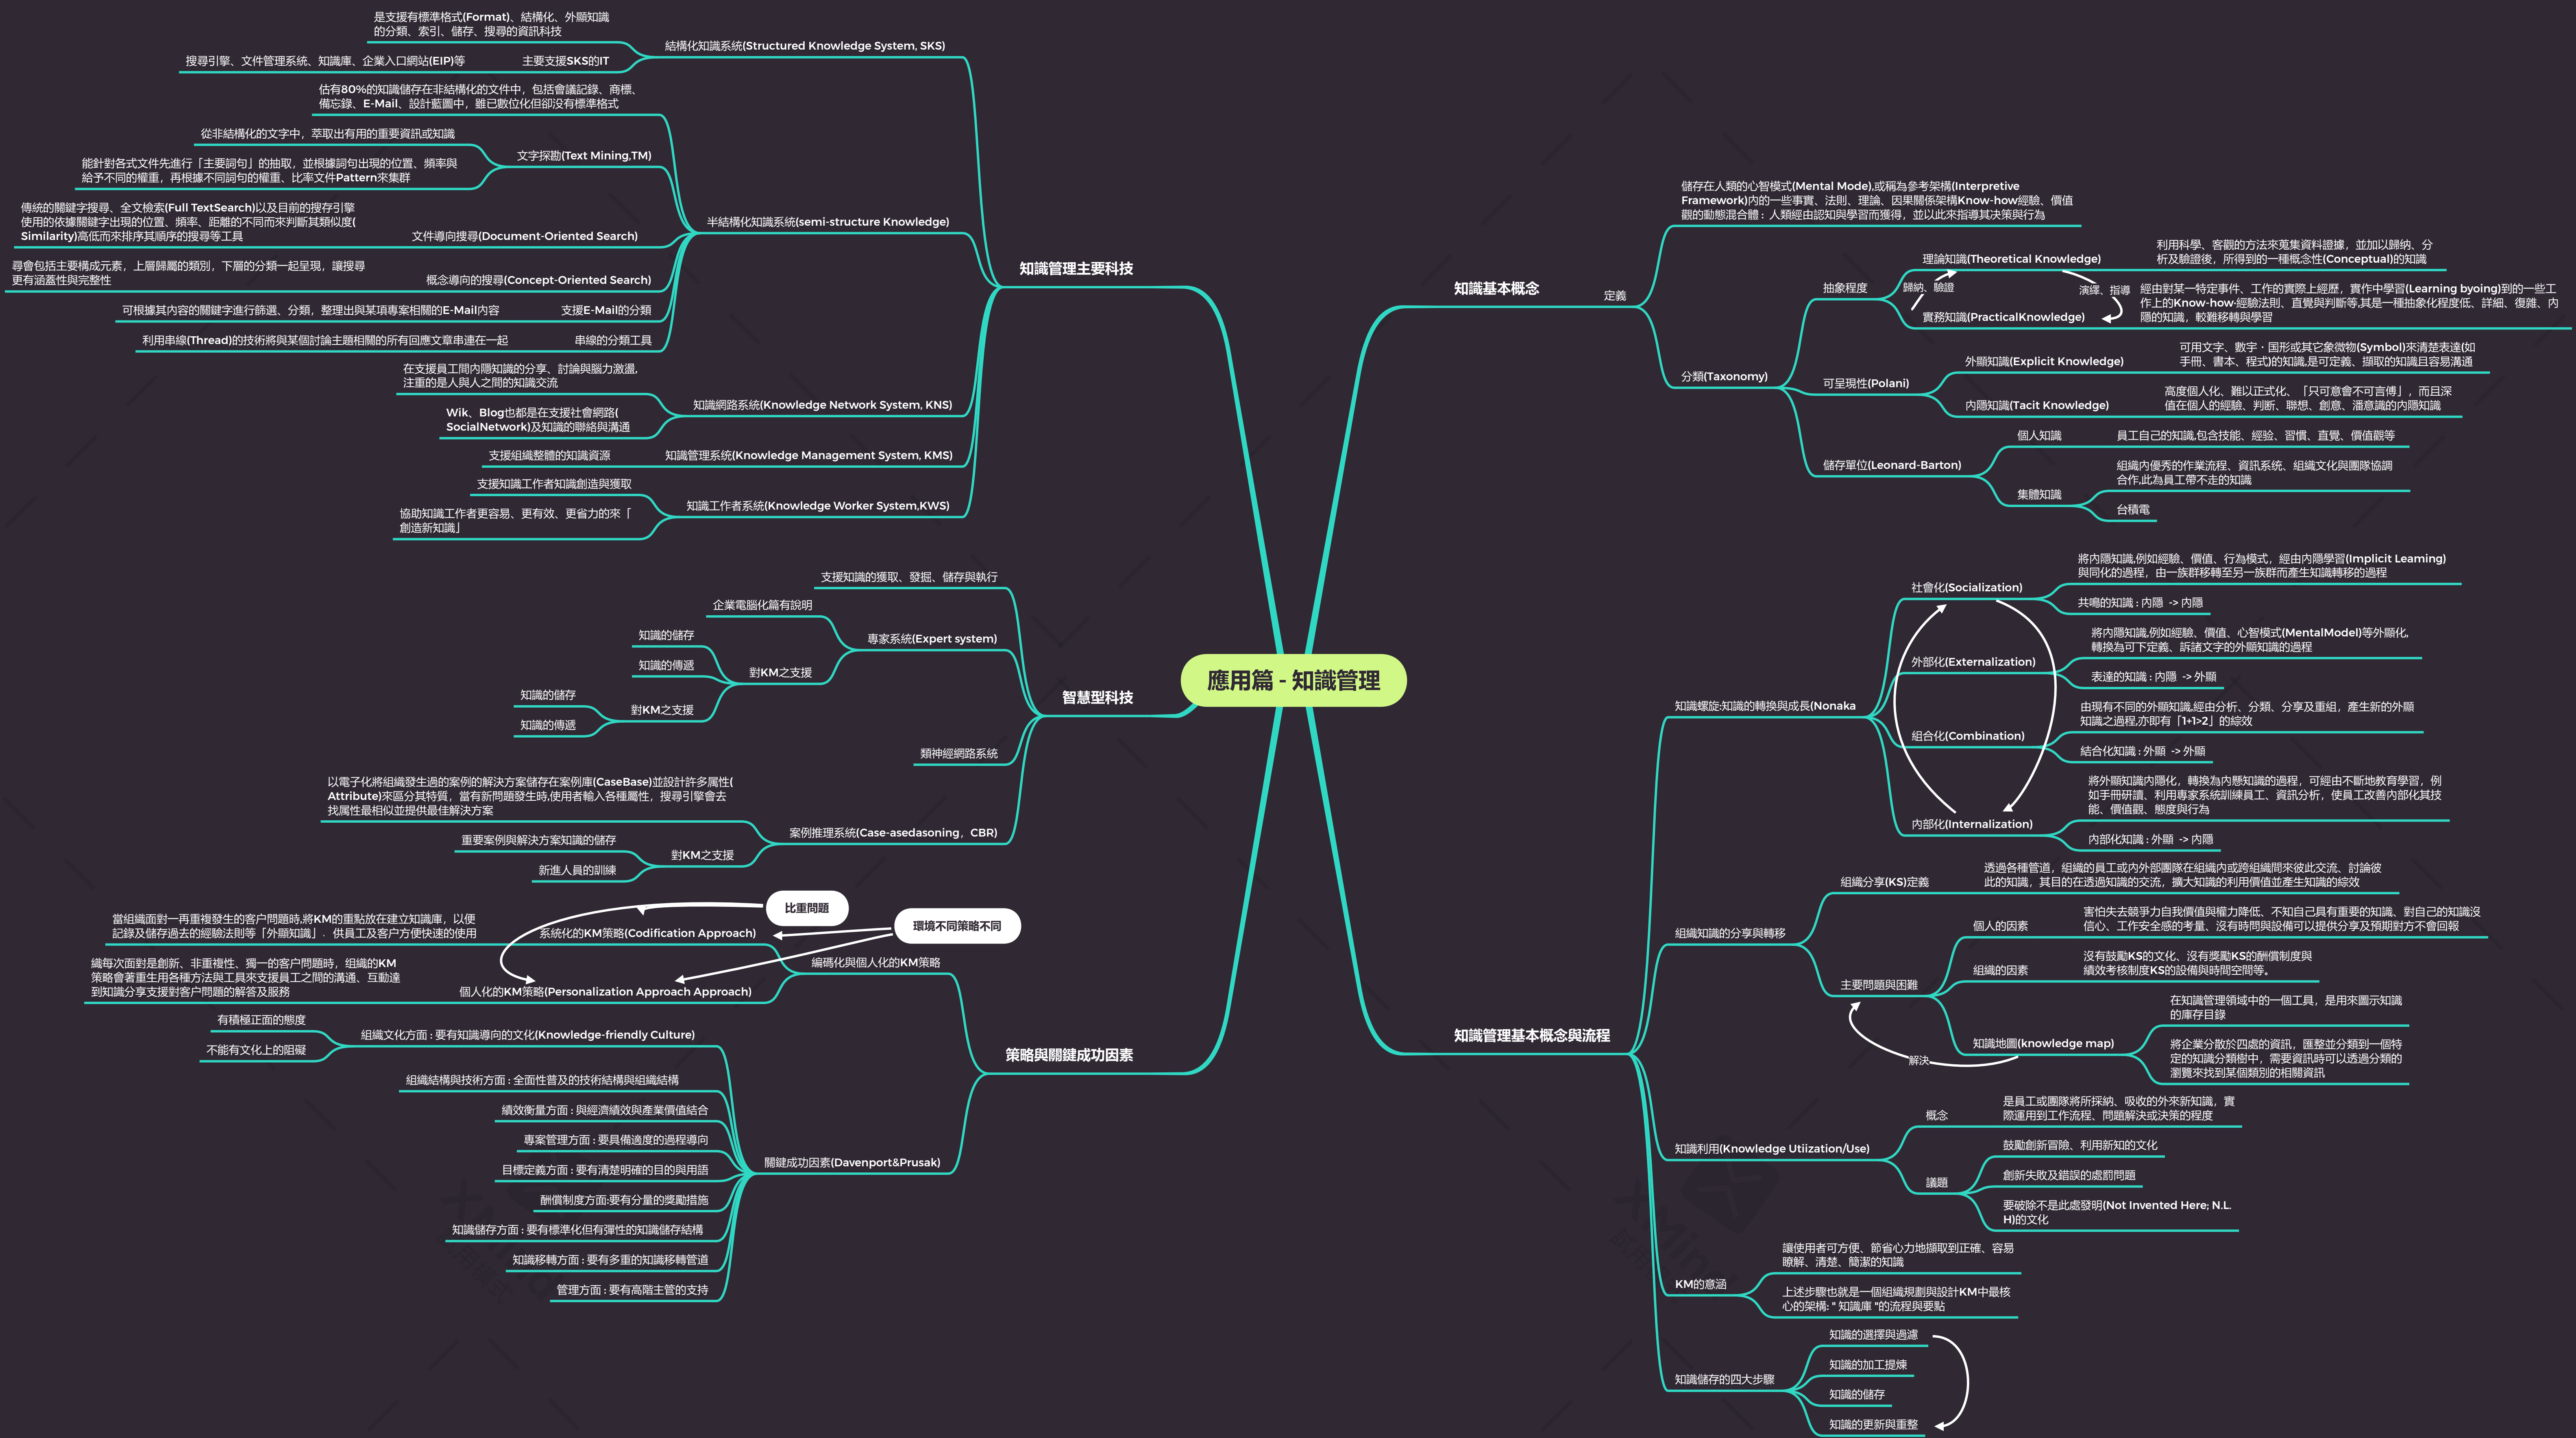 應用篇 - 知識管理
知識基本概念
定義
儲存在人類的心智模式(Mental Mode),或稱為參考架構(Interpretive
Framework)內的一些事實、法則、理論、因果關係架構Know-how經驗、價值
觀的動態混合體 : 人類經由認知與學習而獲得，並以此來指導其決策與行為
分類(Taxonomy)
抽象程度
理論知識(Theoretical Knowledge)
利用科學、客觀的方法來蒐集資料證據，並加以歸納、分
析及驗證後，所得到的一種概念性(Conceptual)的知識
歸納、驗證
演繹、指導
實務知識(PracticalKnowledge)
經由對某一特定事件、工作的實際上經歷，實作中學習(Learning byoing)到的一些工
作上的Know-how·經驗法則、直覺與判斷等,其是一種抽象化程度低、詳細、復雜、内
隱的知識，較難移轉與學習
可呈現性(Polani)
外顯知識(Explicit Knowledge)
可用文字、數宇・国形或其它象微物(Symbol)來清楚表達(如
手冊、書本、程式)的知識,是可定義、擷取的知識且容易溝通
內隱知識(Tacit Knowledge)
高度個人化、難以正式化、「只可意會不可言傅」，而且深
值在個人的經驗、判断、聯想、創意、潘意識的內隱知識
儲存單位(Leonard-Barton)
個人知識
員工自己的知識,包含技能、經验、習慣、直覺、價值觀等
集體知識
組織內優秀的作業流程、資訊系統、組織文化與團隊協調
合作,此為員工帶不走的知識
台積電
知識管理基本概念與流程
知識螺旋:知識的轉換與成長(Nonaka
社會化(Socialization)
將內隱知識,例如經驗、價值、行為模式，經由內隱學習(Implicit Leaming)
與同化的過程，由一族群移轉至另一族群而產生知識轉移的過程
共鳴的知識 : 內隱 -> 內隱
外部化(Externalization)
將內隱知識,例如經驗、價值、心智模式(MentalModel)等外顯化,
轉換為可下定義、訴諸文字的外顯知識的過程
表達的知識 : 內隱 -> 外顯
組合化(Combination)
由現有不同的外顯知識,經由分析、分類、分享及重組，產生新的外顯
知識之過程,亦即有「1+1>2」的綜效
結合化知識 : 外顯 -> 外顯
内部化(Internalization)
將外顯知識内隱化，轉換為内懸知識的過程，可經由不斷地教育學習，例
如手冊研讀、利用專家系統訓練員工、資訊分析，使員工改善內部化其技
能、價值觀、態度與行為
內部化知識 : 外顯 -> 内隱
組織知識的分享與轉移
組織分享(KS)定義
透過各種管道，組織的員工或内外部團隊在組織内或跨組織間來彼此交流、討論彼
此的知識，其目的在透過知識的交流，擴大知識的利用價值並產生知識的綜效
主要問題與困難
個人的因素
害怕失去競爭力自我價值與權力降低、不知自己具有重要的知識、對自己的知識沒
信心、工作安全感的考量、沒有時間與設備可以提供分享及預期對方不會回報
組織的因素
沒有鼓勵KS的文化、沒有獎勵KS的酬償制度與
績效考核制度KS的設備與時間空間等。
知識地圖(knowledge map)
在知識管理領域中的一個工具，是用來圖示知識
的庫存目錄
將企業分散於四處的資訊，匯整並分類到一個特
定的知識分類樹中，需要資訊時可以透過分類的
瀏覽來找到某個類別的相關資訊
解決
知識利用(Knowledge Utiization/Use)
概念
是員工或團隊將所採納、吸收的外來新知識，實
際運用到工作流程、問題解決或決策的程度
議題
鼓勵創新冒險、利用新知的文化
創新失敗及錯誤的處罰問題
要破除不是此處發明(Not Invented Here; N.L.
H)的文化
KM的意涵
讓使用者可方便、節省心力地擷取到正確、容易
瞭解、清楚、簡潔的知識
上述步驟也就是一個組織規劃與設計KM中最核
心的架構: " 知識庫 "的流程與要點
知識儲存的四大步驟
知識的選擇與過濾
知識的加工提煉
知識的儲存
知識的更新與重整
知識管理主要科技
結構化知識系統(Structured Knowledge System, SKS)
是支援有標準格式(Format)、結構化、外顯知識
的分類、索引、儲存、搜尋的資訊科技
主要支援SKS的IT
搜尋引擎、文件管理系統、知識庫、企業入口網站(EIP)等
半結構化知識系統(semi-structure Knowledge)
估有80%的知識儲存在非結構化的文件中，包括會議記錄、商標、
備忘錄、E-Mail、設計藍圖中，雖已數位化但卻没有標準格式
文字探勘(Text Mining,TM)
從非結構化的文字中，萃取出有用的重要資訊或知識
能針對各式文件先進行「主要詞句」的抽取，並根據詞句出現的位置、頻率與
給予不同的權重，再根據不同詞句的權重、比率文件Pattern來集群
文件導向搜尋(Document-Oriented Search)
傳統的關鍵字搜尋、全文檢索(Full TextSearch)以及目前的搜存引擎
使用的依據關鍵字出現的位置、頻率、距離的不同而來判斷其類似度(
Similarity)高低而來排序其順序的搜尋等工具
概念導向的搜尋(Concept-Oriented Search)
尋會包括主要構成元素，上層歸屬的類別，下層的分類一起呈現，讓搜尋
更有涵蓋性與完整性
支援E-Mail的分類
可根據其內容的關鍵字進行篩選、分類，整理出與某項專案相關的E-Mail內容
串線的分類工具
利用串線(Thread)的技術將與某個討論主題相關的所有回應文章串連在一起
知識網路系統(Knowledge Network System, KNS)
在支援員工間內隱知識的分享、討論與腦力激盪,
注重的是人與人之間的知識交流
Wik、Blog也都是在支援社會網路(
SocialNetwork)及知識的聯絡與溝通
知識管理系統(Knowledge Management System, KMS)
支援組織整體的知識資源
知識工作者系統(Knowledge Worker System,KWS)
支援知識工作者知識創造與獲取
協助知識工作者更容易、更有效、更省力的來「
創造新知識」
智慧型科技
支援知識的獲取、發掘、儲存與執行
專家系統(Expert system)
企業電腦化篇有說明
對KM之支援
知識的儲存
知識的傳遞
對KM之支援
知識的儲存
知識的傳遞
類神經網路系統
案例推理系統(Case-asedasoning，CBR)
以電子化將組織發生過的案例的解決方案儲存在案例庫(CaseBase)並設計許多属性(
Attribute)來區分其特質，當有新問題發生時,使用者輸入各種屬性，搜尋引擎會去
找属性最相似並提供最佳解決方案
對KM之支援
重要案例與解決方案知識的儲存
新進人員的訓練
策略與關鍵成功因素
編碼化與個人化的KM策略
比重問題
環境不同策略不同
系統化的KM策略(Codification Approach)
當組織面對一再重複發生的客户問題時,將KM的重點放在建立知識庫，以便
記錄及儲存過去的經驗法則等「外顯知識」．供員工及客户方便快速的使用
個人化的KM策略(Personalization Approach Approach)
織每次面對是創新、非重複性、獨一的客户問題時，組織的KM
策略會著重生用各種方法與工具來支援員工之間的溝通、互動達
到知識分享支援對客户問題的解答及服務
關鍵成功因素(Davenport&Prusak)
組織文化方面 : 要有知識導向的文化(Knowledge-friendly Culture)
有積極正面的態度
不能有文化上的阻礙
組織結構與技術方面 : 全面性普及的技術結構與組織結構
績效衡量方面 : 與經濟績效與產業價值結合
專案管理方面 : 要具備適度的過程導向
目標定義方面 : 要有清楚明確的目的與用語
酬償制度方面:要有分量的獎勵措施
知識儲存方面 : 要有標準化但有彈性的知識儲存結構
知識移轉方面 : 要有多重的知識移轉管道
管理方面 : 要有高階主管的支持